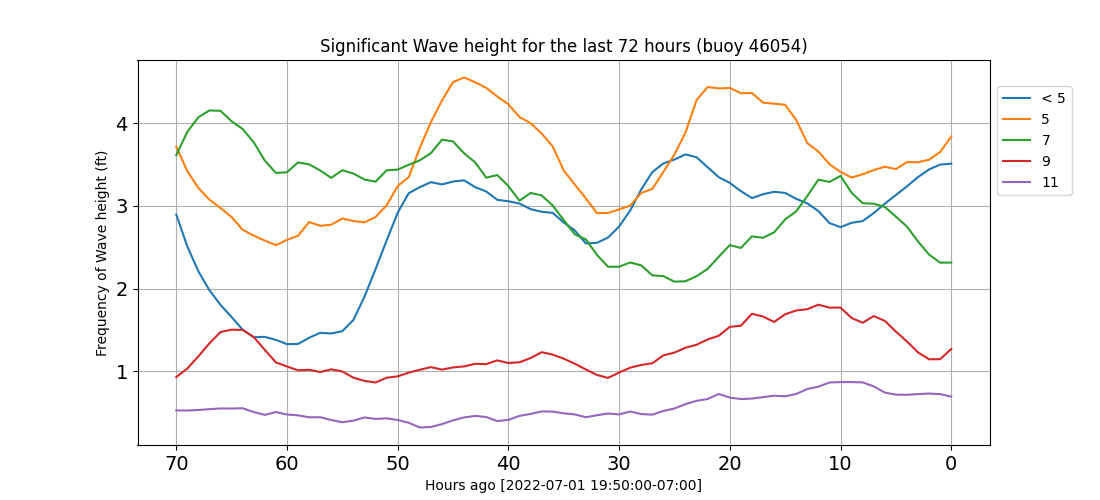 Significant Wave height for the last 72 hours (buoy 46054)
Frequency of Wave height (ft)
4
3
2
1
70 60 50 40 30 20 10 0
Hours ago [2022-07-01 19:50:00-07:00]
< 5
5
7
9
11